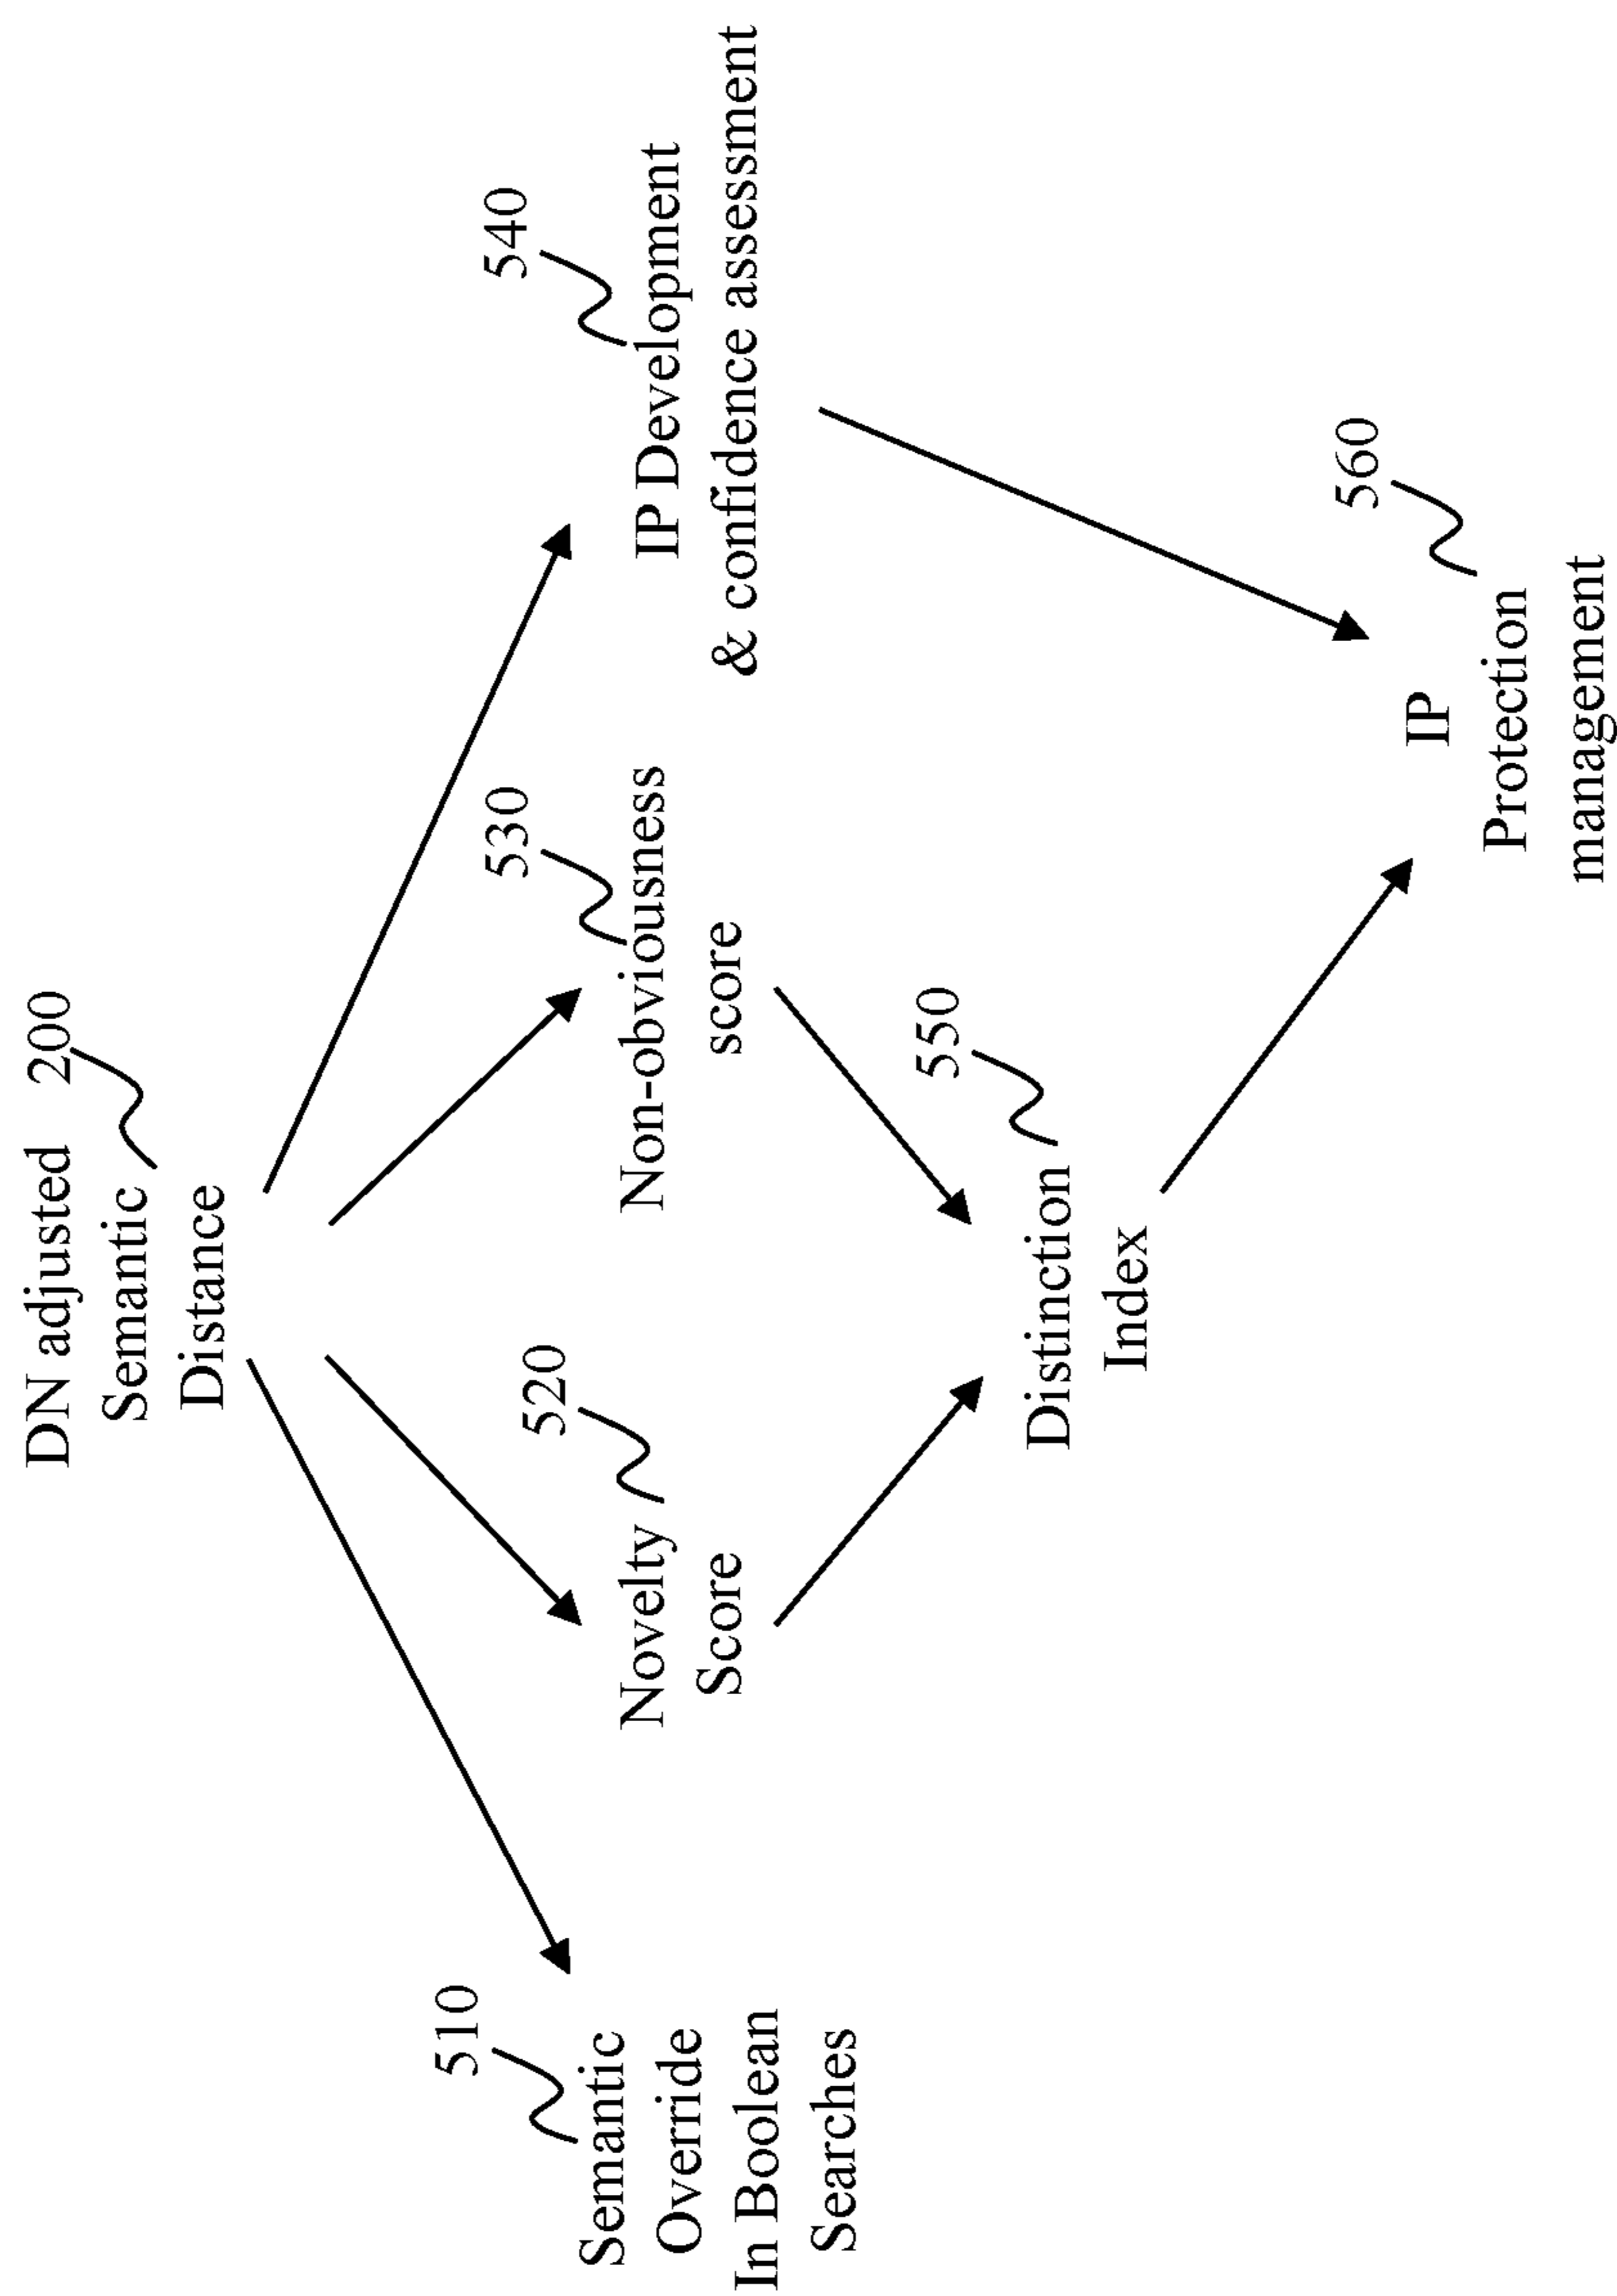 DN adjusted 200
Semantic
Distance
510
Semantic
Override
In Boolean
Searches
520
Novelty
Score
530
Non-obviousness
score
540
IP Development
& confidence assessment
550
Distinction
Index
560
IP
Protection
management